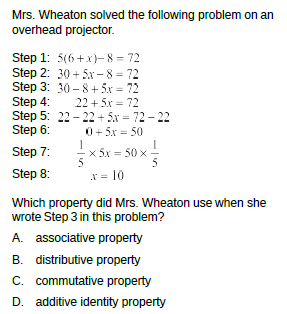 Mrs. Wheaton solved the following problem on an
overhead projector.
Step 1: 5(6 + x) – 8 = 72
Step 2: 30 + 5x – 8 = 72
Step 3: 30 – 8 + 5x = 72
Step 4: 22 + 5x = 72
Step 5: 22 – 22 + 5x = 72 – 22
Step 6: 0 + 5x = 50
Step 7: 1/5 × 5x = 50 × 1/5
Step 8: x = 10
Which property did Mrs. Wheaton use when she
wrote Step 3 in this problem?
A. associative property
B. distributive property
C. commutative property
D. additive identity property